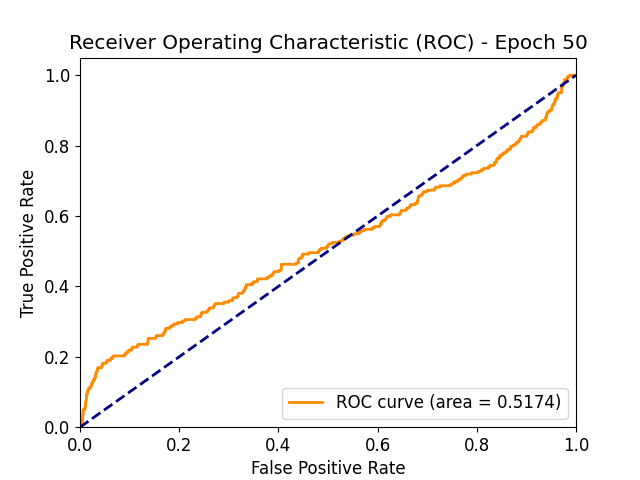 Receiver Operating Characteristic (ROC) - Epoch 50
True Positive Rate
1.0
0.8
0.6
0.4
0.2
0.0
ROC curve (area = 0.5174)
0.0 0.2 0.4 0.6 0.8 1.0
False Positive Rate